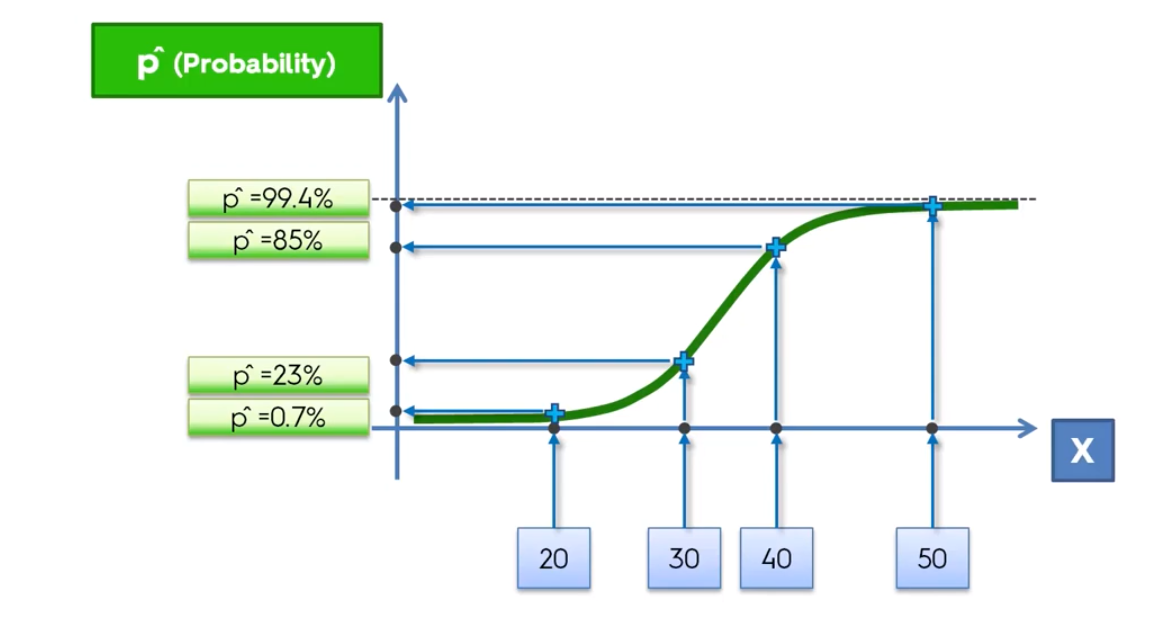 p̂ (Probability)
p̂ =99.4%
p̂ =85%
p̂ =23%
p̂ =0.7%
X
20 30 40 50